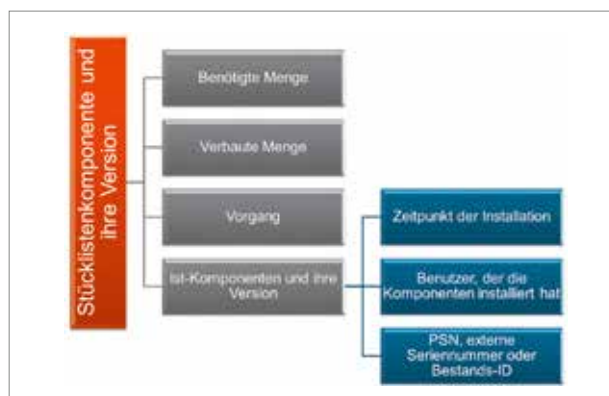 Stücklistenkomponente und
ihre Version
Benötigte Menge
Verbaute Menge
Vorgang
Ist-Komponenten und ihre
Version
Zeitpunkt der Installation
Benutzer, der die
Komponenten installiert hat
PSN, externe
Seriennummer oder
Bestands-ID